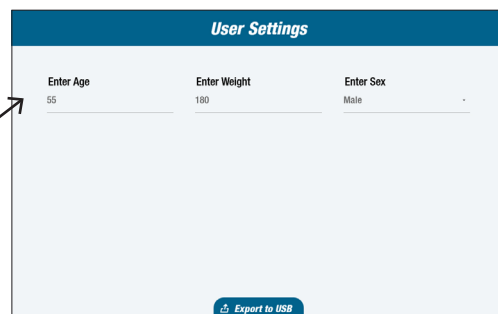 User Settings
Enter Age Enter Weight Enter Sex
55 180 Male
Export to USB